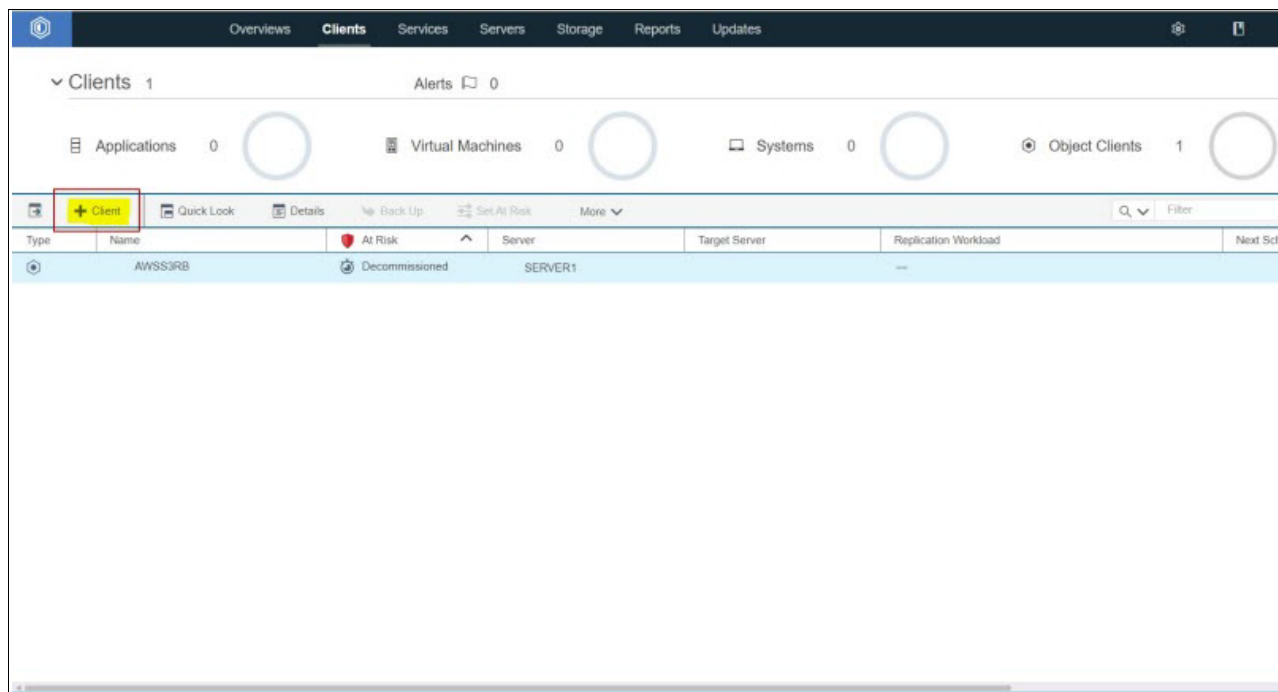 Overviews Clients Services Servers Storage Reports Updates
Clients 1 Alerts 0
Applications 0 Virtual Machines 0 Systems 0 Object Clients 1
+ Client Quick Look Details Back Up Set At Risk More Filter
Type Name At Risk Server Target Server Replication Workload Next Sch
AWSS3RB Decommissioned SERVER1 ---